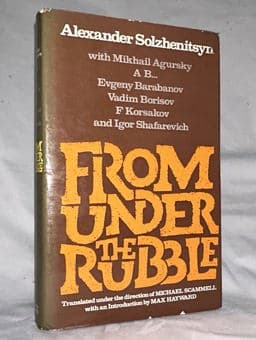 Alexander Solzhenitsyn
with Mikhail Agursky
A B...
Evgeny Barabanov
Vadim Borisov
F Korsakov
and Igor Shafarevich
FROM
UNDER
THE
RUBBLE
Translated under the direction of MICHAEL SCAMMELL
with an Introduction by MAX HAYWARD